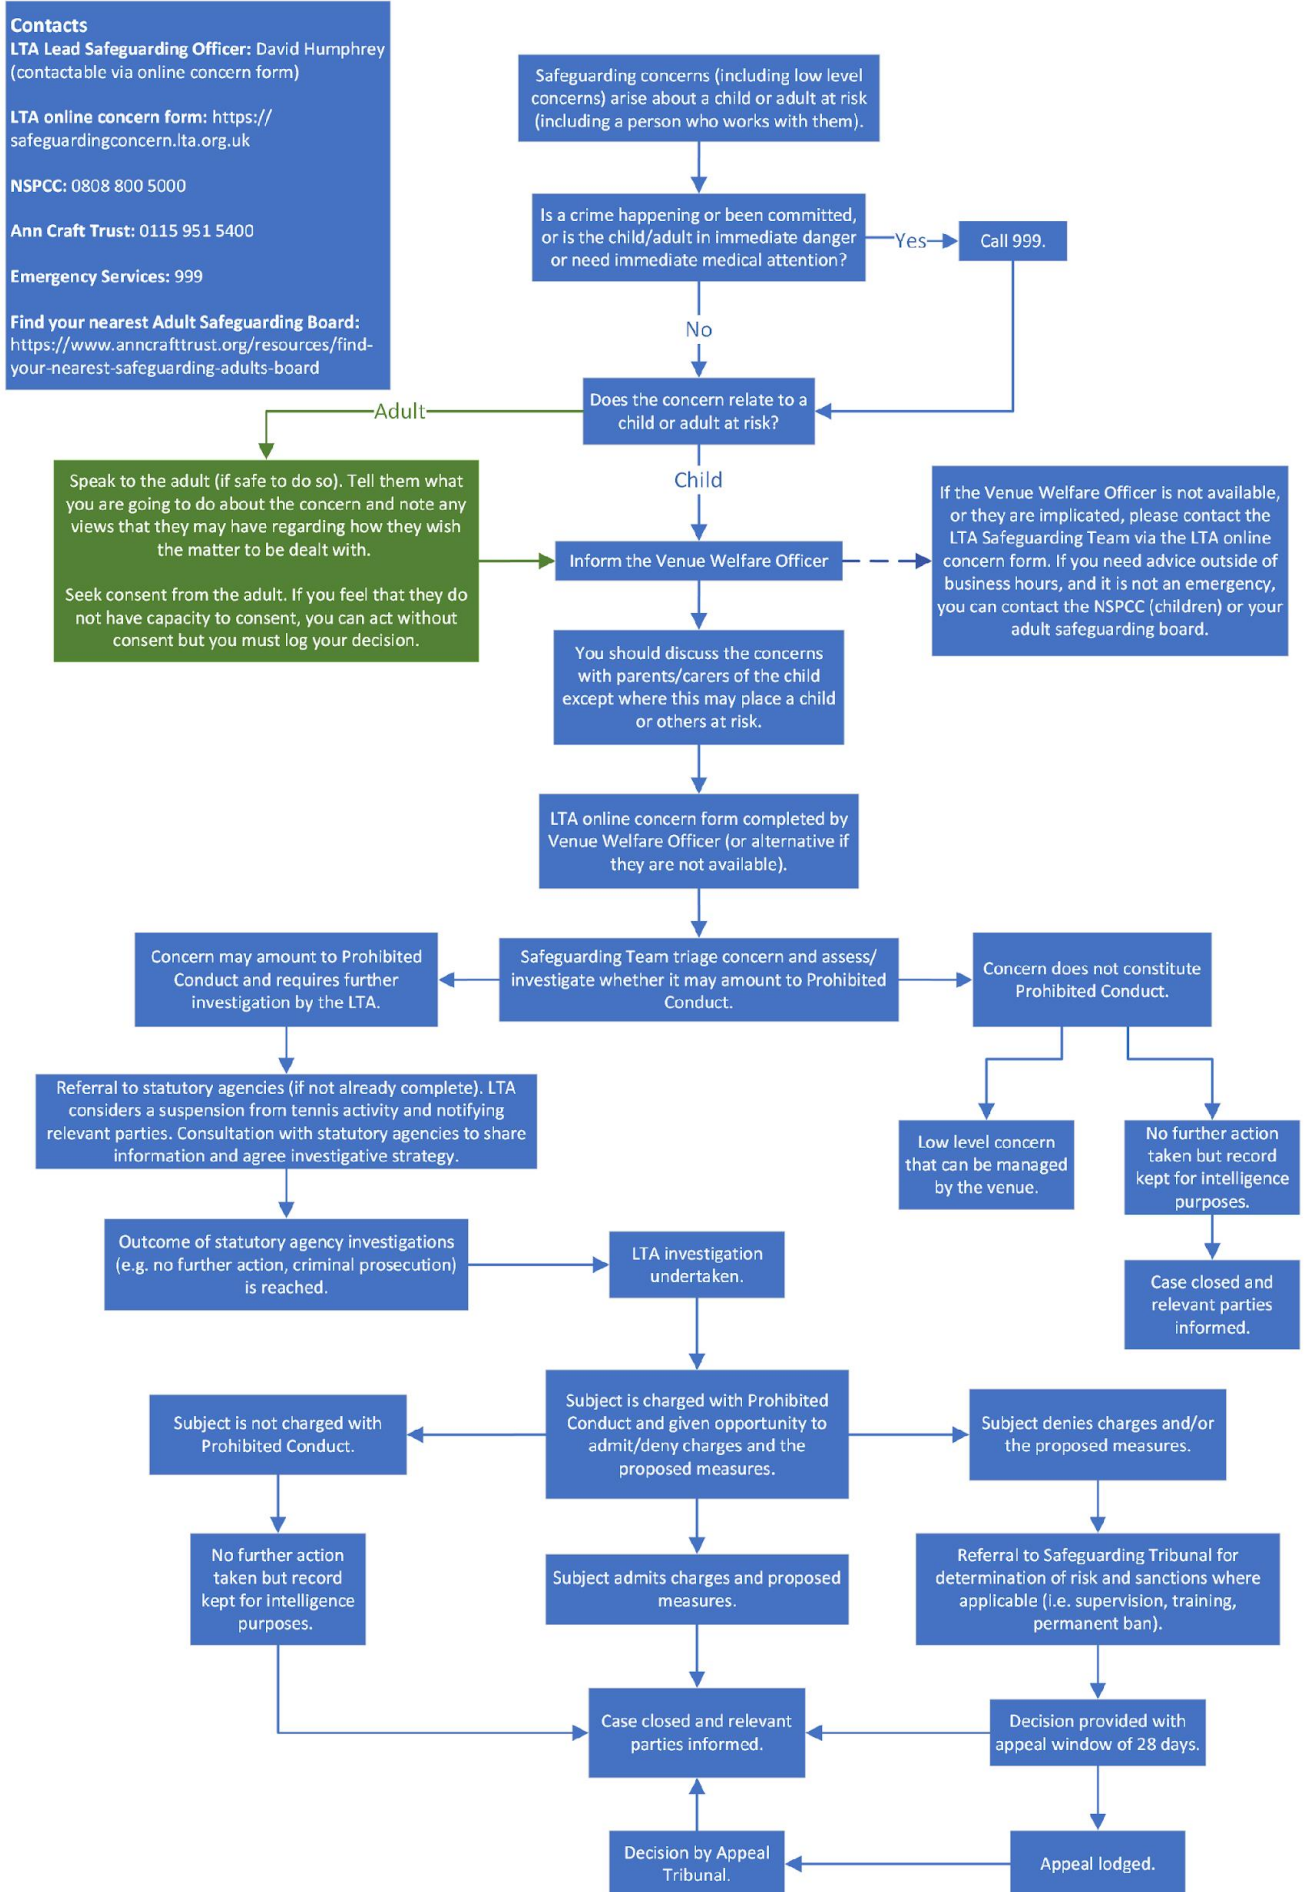 Contacts
LTA Lead Safeguarding Officer: David Humphrey
(contactable via online concern form)
LTA online concern form: https://
safeguardingconcern.lta.org.uk
NSPCC: 0808 800 5000
Ann Craft Trust: 0115 951 5400
Emergency Services: 999
Find your nearest Adult Safeguarding Board:
https://www.anncrafttrust.org/resources/find-
your-nearest-safeguarding-adults-board
Safeguarding concerns (including low level
concerns) arise about a child or adult at risk
(including a person who works with them).
Is a crime happening or been committed,
or is the child/adult in immediate danger
or need immediate medical attention?
Yes
Call 999.
No
Does the concern relate to a
child or adult at risk?
Adult
Speak to the adult (if safe to do so). Tell them what
you are going to do about the concern and note any
views that they may have regarding how they wish
the matter to be dealt with.
Seek consent from the adult. If you feel that they do
not have capacity to consent, you can act without
consent but you must log your decision.
Child
Inform the Venue Welfare Officer
If the Venue Welfare Officer is not available,
or they are implicated, please contact the
LTA Safeguarding Team via the LTA online
concern form. If you need advice outside of
business hours, and it is not an emergency,
you can contact the NSPCC (children) or your
adult safeguarding board.
You should discuss the concerns
with parents/carers of the child
except where this may place a child
or others at risk.
LTA online concern form completed by
Venue Welfare Officer (or alternative if
they are not available).
Safeguarding Team triage concern and assess/
investigate whether it may amount to Prohibited
Conduct.
Concern may amount to Prohibited
Conduct and requires further
investigation by the LTA.
Concern does not constitute
Prohibited Conduct.
Referral to statutory agencies (if not already complete). LTA
considers a suspension from tennis activity and notifying
relevant parties. Consultation with statutory agencies to share
information and agree investigative strategy.
Low level concern
that can be managed
by the venue.
No further action
taken but record
kept for intelligence
purposes.
Outcome of statutory agency investigations
(e.g. no further action, criminal prosecution)
is reached.
LTA investigation
undertaken.
Case closed and
relevant parties
informed.
Subject is not charged with
Prohibited Conduct.
Subject is charged with Prohibited
Conduct and given opportunity to
admit/deny charges and the
proposed measures.
Subject denies charges and/or
the proposed measures.
No further action
taken but record
kept for intelligence
purposes.
Subject admits charges and proposed
measures.
Referral to Safeguarding Tribunal for
determination of risk and sanctions where
applicable (i.e. supervision, training,
permanent ban).
Case closed and relevant
parties informed.
Decision provided with
appeal window of 28 days.
Decision by Appeal
Tribunal.
Appeal lodged.